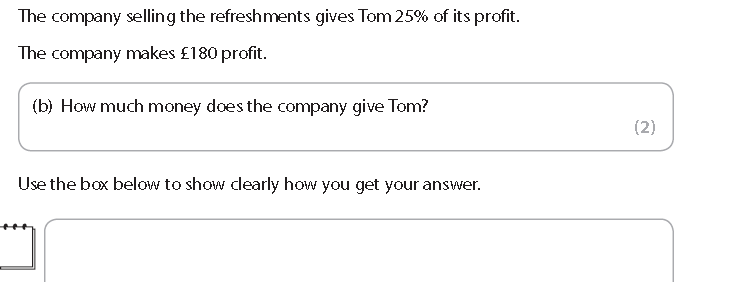 The company selling the refreshments gives Tom 25% of its profit.
The company makes £180 profit.
(b) How much money does the company give Tom?
(2)
Use the box below to show clearly how you get your answer.